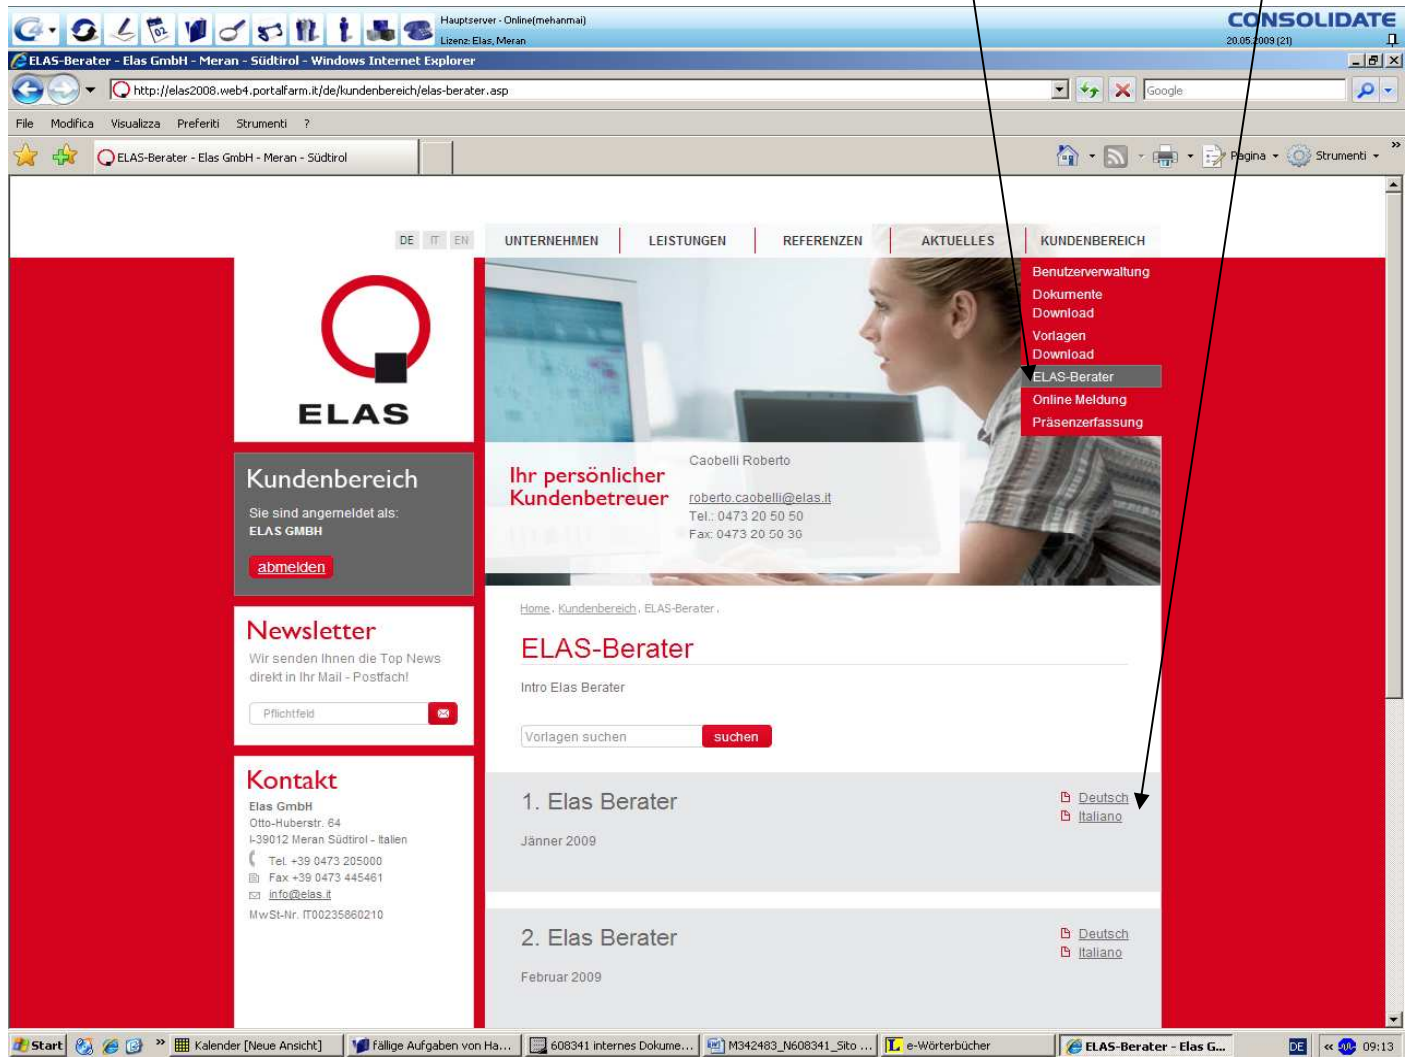 Hauptserver - Online(mehanmai)
Lizenz: Elas, Meran
CONSOLIDATE
20.05.2009 (21)
ELAS-Berater - Elas GmbH - Meran - Südtirol - Windows Internet Explorer
http://elas2008.web4.portalfarm.it/de/kundenbereich/elas-berater.asp
Google
File Modifica Visualizza Preferiti Strumenti ?
ELAS-Berater - Elas GmbH - Meran - Südtirol
Pagina
Strumenti
DE IT EN
UNTERNEHMEN
LEISTUNGEN
REFERENZEN
AKTUELLES
KUNDENBEREICH
Benutzerverwaltung
Dokumente
Download
Vorlagen
Download
ELAS-Berater
Online Meldung
Präsenzerfassung
ELAS
Kundenbereich
Sie sind angemeldet als:
ELAS GMBH
abmelden
Ihr persönlicher
Kundenbetreuer
Caobelli Roberto
roberto.caobelli@elas.it
Tel.: 0473 20 50 50
Fax: 0473 20 50 36
Newsletter
Wir senden Ihnen die Top News
direkt in Ihr Mail - Postfach!
Pflichtfeld
Kontakt
Elas GmbH
Otto-Huberstr. 64
I-39012 Meran Südtirol - Italien
Tel. +39 0473 205000
Fax +39 0473 445461
info@elas.it
MwSt-Nr. IT00235860210
Home . Kundenbereich . ELAS-Berater .
ELAS-Berater
Intro Elas Berater
Vorlagen suchen
suchen
1. Elas Berater
Jänner 2009
Deutsch
Italiano
2. Elas Berater
Februar 2009
Deutsch
Italiano
Start
Kalender [Neue Ansicht]
fällige Aufgaben von Ha...
608341 internes Dokume...
M342483_N608341_Sito ...
e-Wörterbücher
ELAS-Berater - Elas G...
DE
09:13